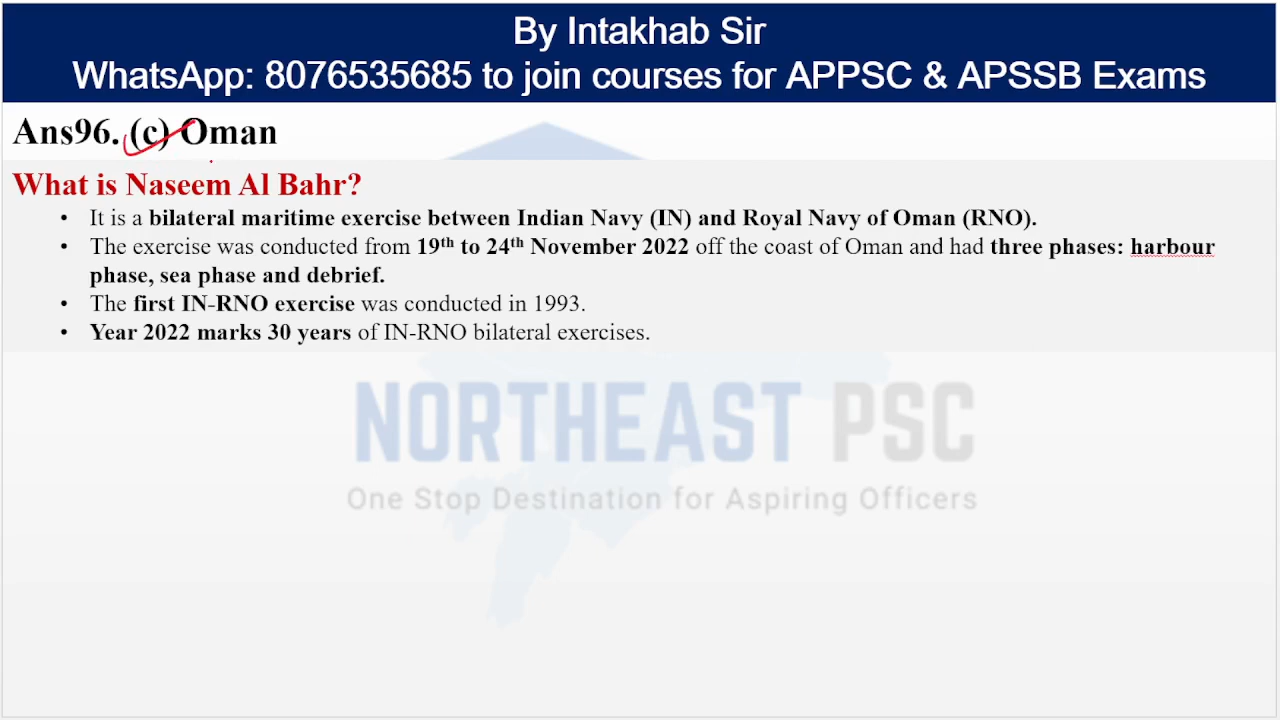 By Intakhab Sir
WhatsApp: 8076535685 to join courses for APPSC & APSSB Exams
Ans96. (c) Oman
What is Naseem Al Bahr?
• It is a bilateral maritime exercise between Indian Navy (IN) and Royal Navy of Oman (RNO).
• The exercise was conducted from 19th to 24th November 2022 off the coast of Oman and had three phases: harbour
phase, sea phase and debrief.
• The first IN-RNO exercise was conducted in 1993.
• Year 2022 marks 30 years of IN-RNO bilateral exercises.
NORTHEAST PSC
One Stop Destination for Aspiring Officers